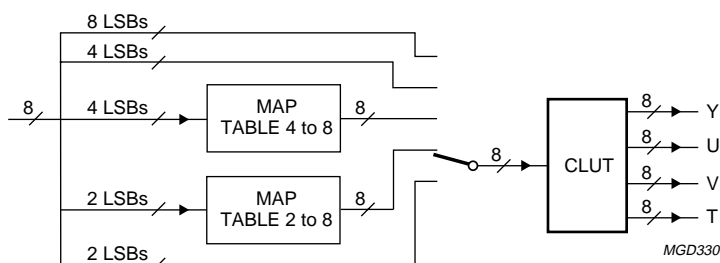 8 LSBs
4 LSBs
8
4 LSBs
MAP
TABLE 4 to 8
8
8
CLUT
8
Y
8
U
8
V
8
T
2 LSBs
MAP
TABLE 2 to 8
8
2 LSBs
MGD330